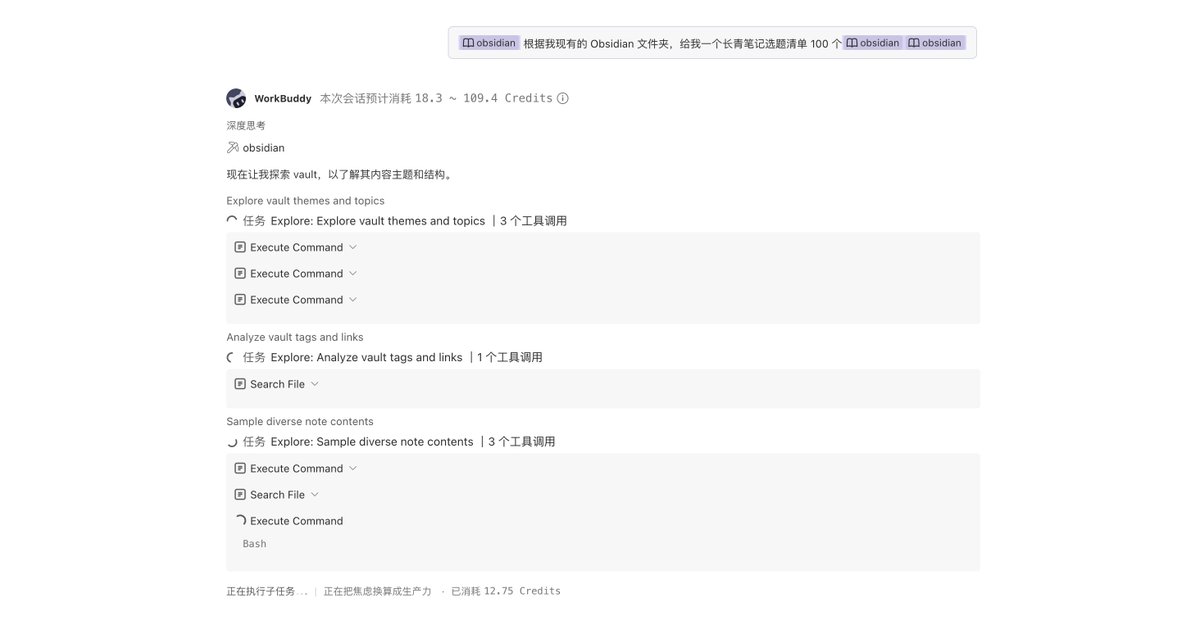 obsidian 根据我现有的 Obsidian 文件夹，给我一个长青笔记选题清单 100 个 obsidian obsidian
WorkBuddy 本次会话预计消耗 18.3 ~ 109.4 Credits
深度思考
obsidian
现在让我探索 vault，以了解其内容主题和结构。
Explore vault themes and topics
任务 Explore: Explore vault themes and topics | 3 个工具调用
Execute Command
Execute Command
Execute Command
Analyze vault tags and links
任务 Explore: Analyze vault tags and links | 1 个工具调用
Search File
Sample diverse note contents
任务 Explore: Sample diverse note contents | 3 个工具调用
Execute Command
Search File
Execute Command
Bash
正在执行子任务... | 正在把焦虑换算成生产力 · 已消耗 12.75 Credits